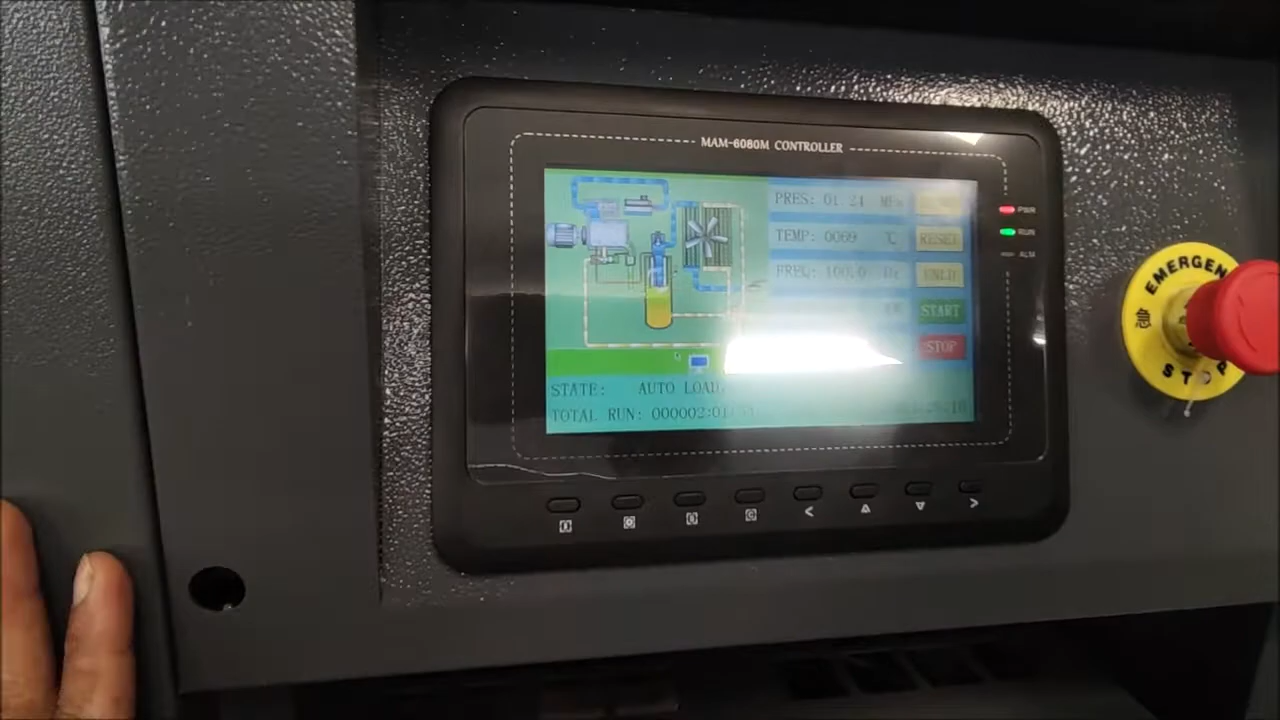 MAM-6080M CONTROLLER
PRES: 01.24 MPa
TEMP: 0069 ℃
RESET
FREQ: 100.0 Hz
UNLD
START
STOP
STATE: AUTO LOAD.
TOTAL RUN: 000002:01
PWR
RUN
ALM
EMERGEN
STOP